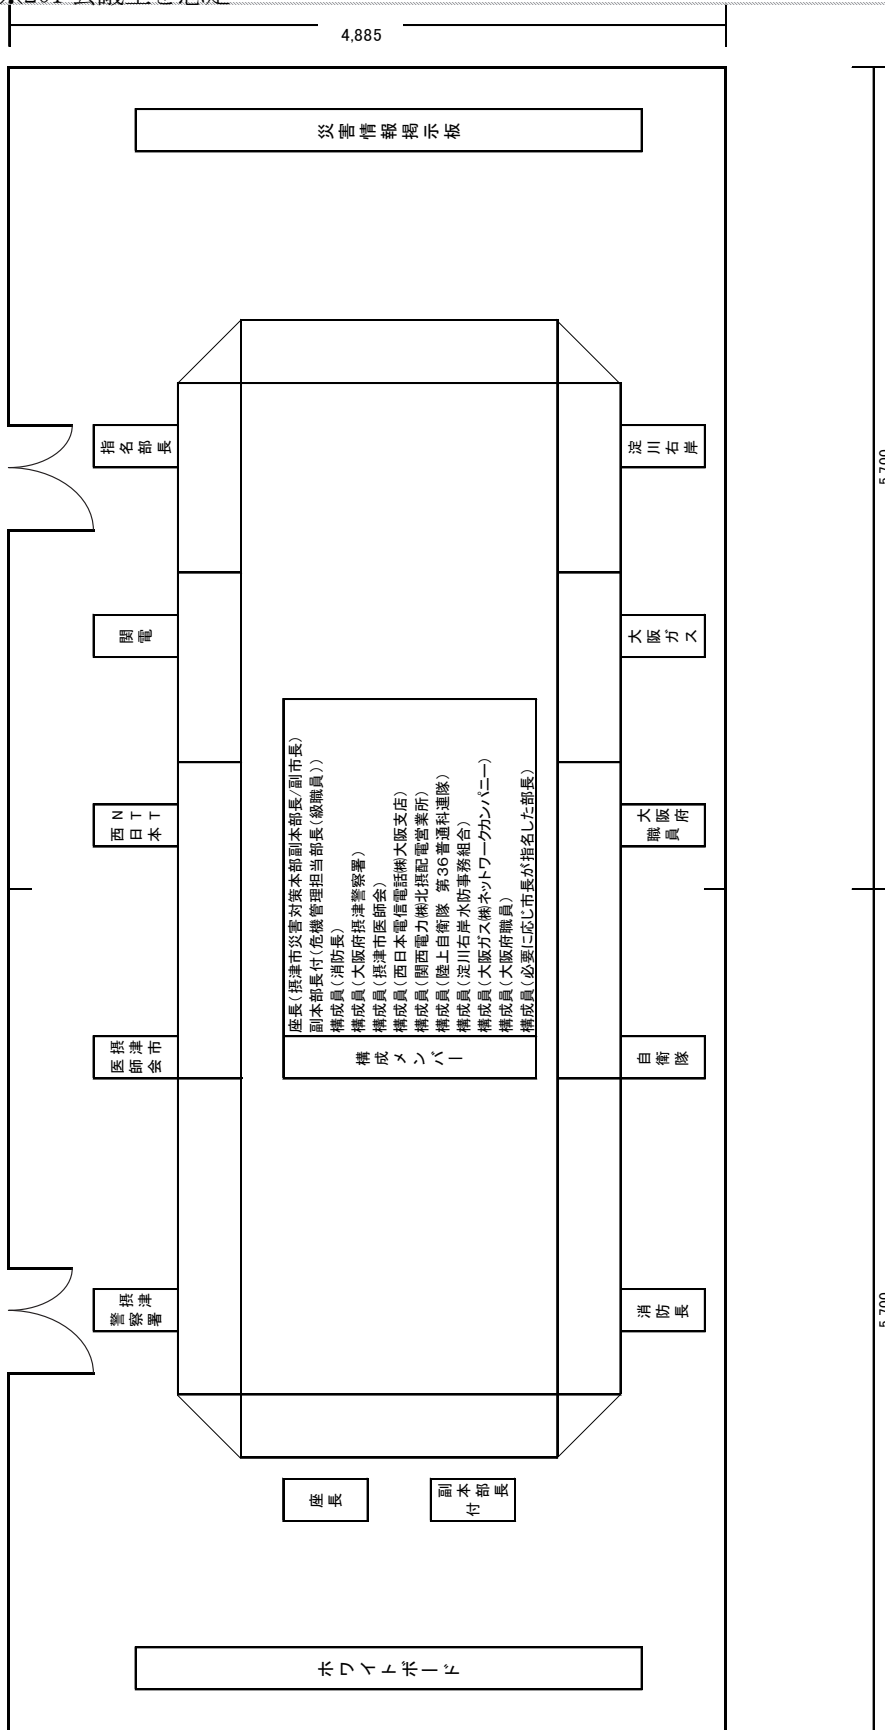 ※201 会議室を想定
4,885
災害情報掲示板
指名部長
淀川右岸
5,700
関電
大阪ガス
NTT
西日本
大阪府
職員
座長(摂津市災害対策本部副本部長/副市長)
副本部長付(危機管理担当部長(級職員))
構成員(消防長)
構成員(大阪府摂津警察署)
構成員(摂津市医師会)
構成員(西日本電信電話㈱大阪支店)
構成員(関西電力㈱北摂配電営業所)
構成員(陸上自衛隊 第36普通科連隊)
構成員(淀川右岸水防事務組合)
構成員(大阪ガス㈱ネットワークカンパニー)
構成員(大阪府職員)
構成員(必要に応じ市長が指名した部長)
構成メンバー
摂津市
医師会
自衛隊
摂津
警察署
消防長
5,700
座長
副本部長
付
ホワイトボード